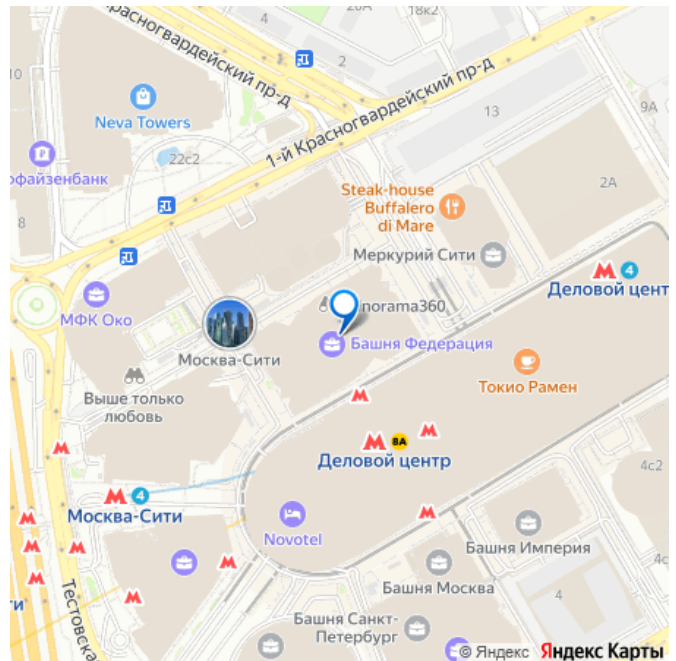 18к2
4
Красногвардейский пр-д
2
10
Neva Towers
1-й Красногвардейский пр-д
13
9А
22с2
офайзенбанк
2А
Steak-house
Buffalero
di Mare
8
Меркурий Сити
4
Деловой цент
МФК Око
norama360
Москва-Сити
Башня Федерация
Токио Рамен
Выше только
любовь
8А
Деловой центр
4с2
4
Москва-Сити
Novotel
Башня Империя
4с
Башня Москва
4
ти
Тестовска
Башня Санкт-
Петербург
© Яндекс Яндекс Карты